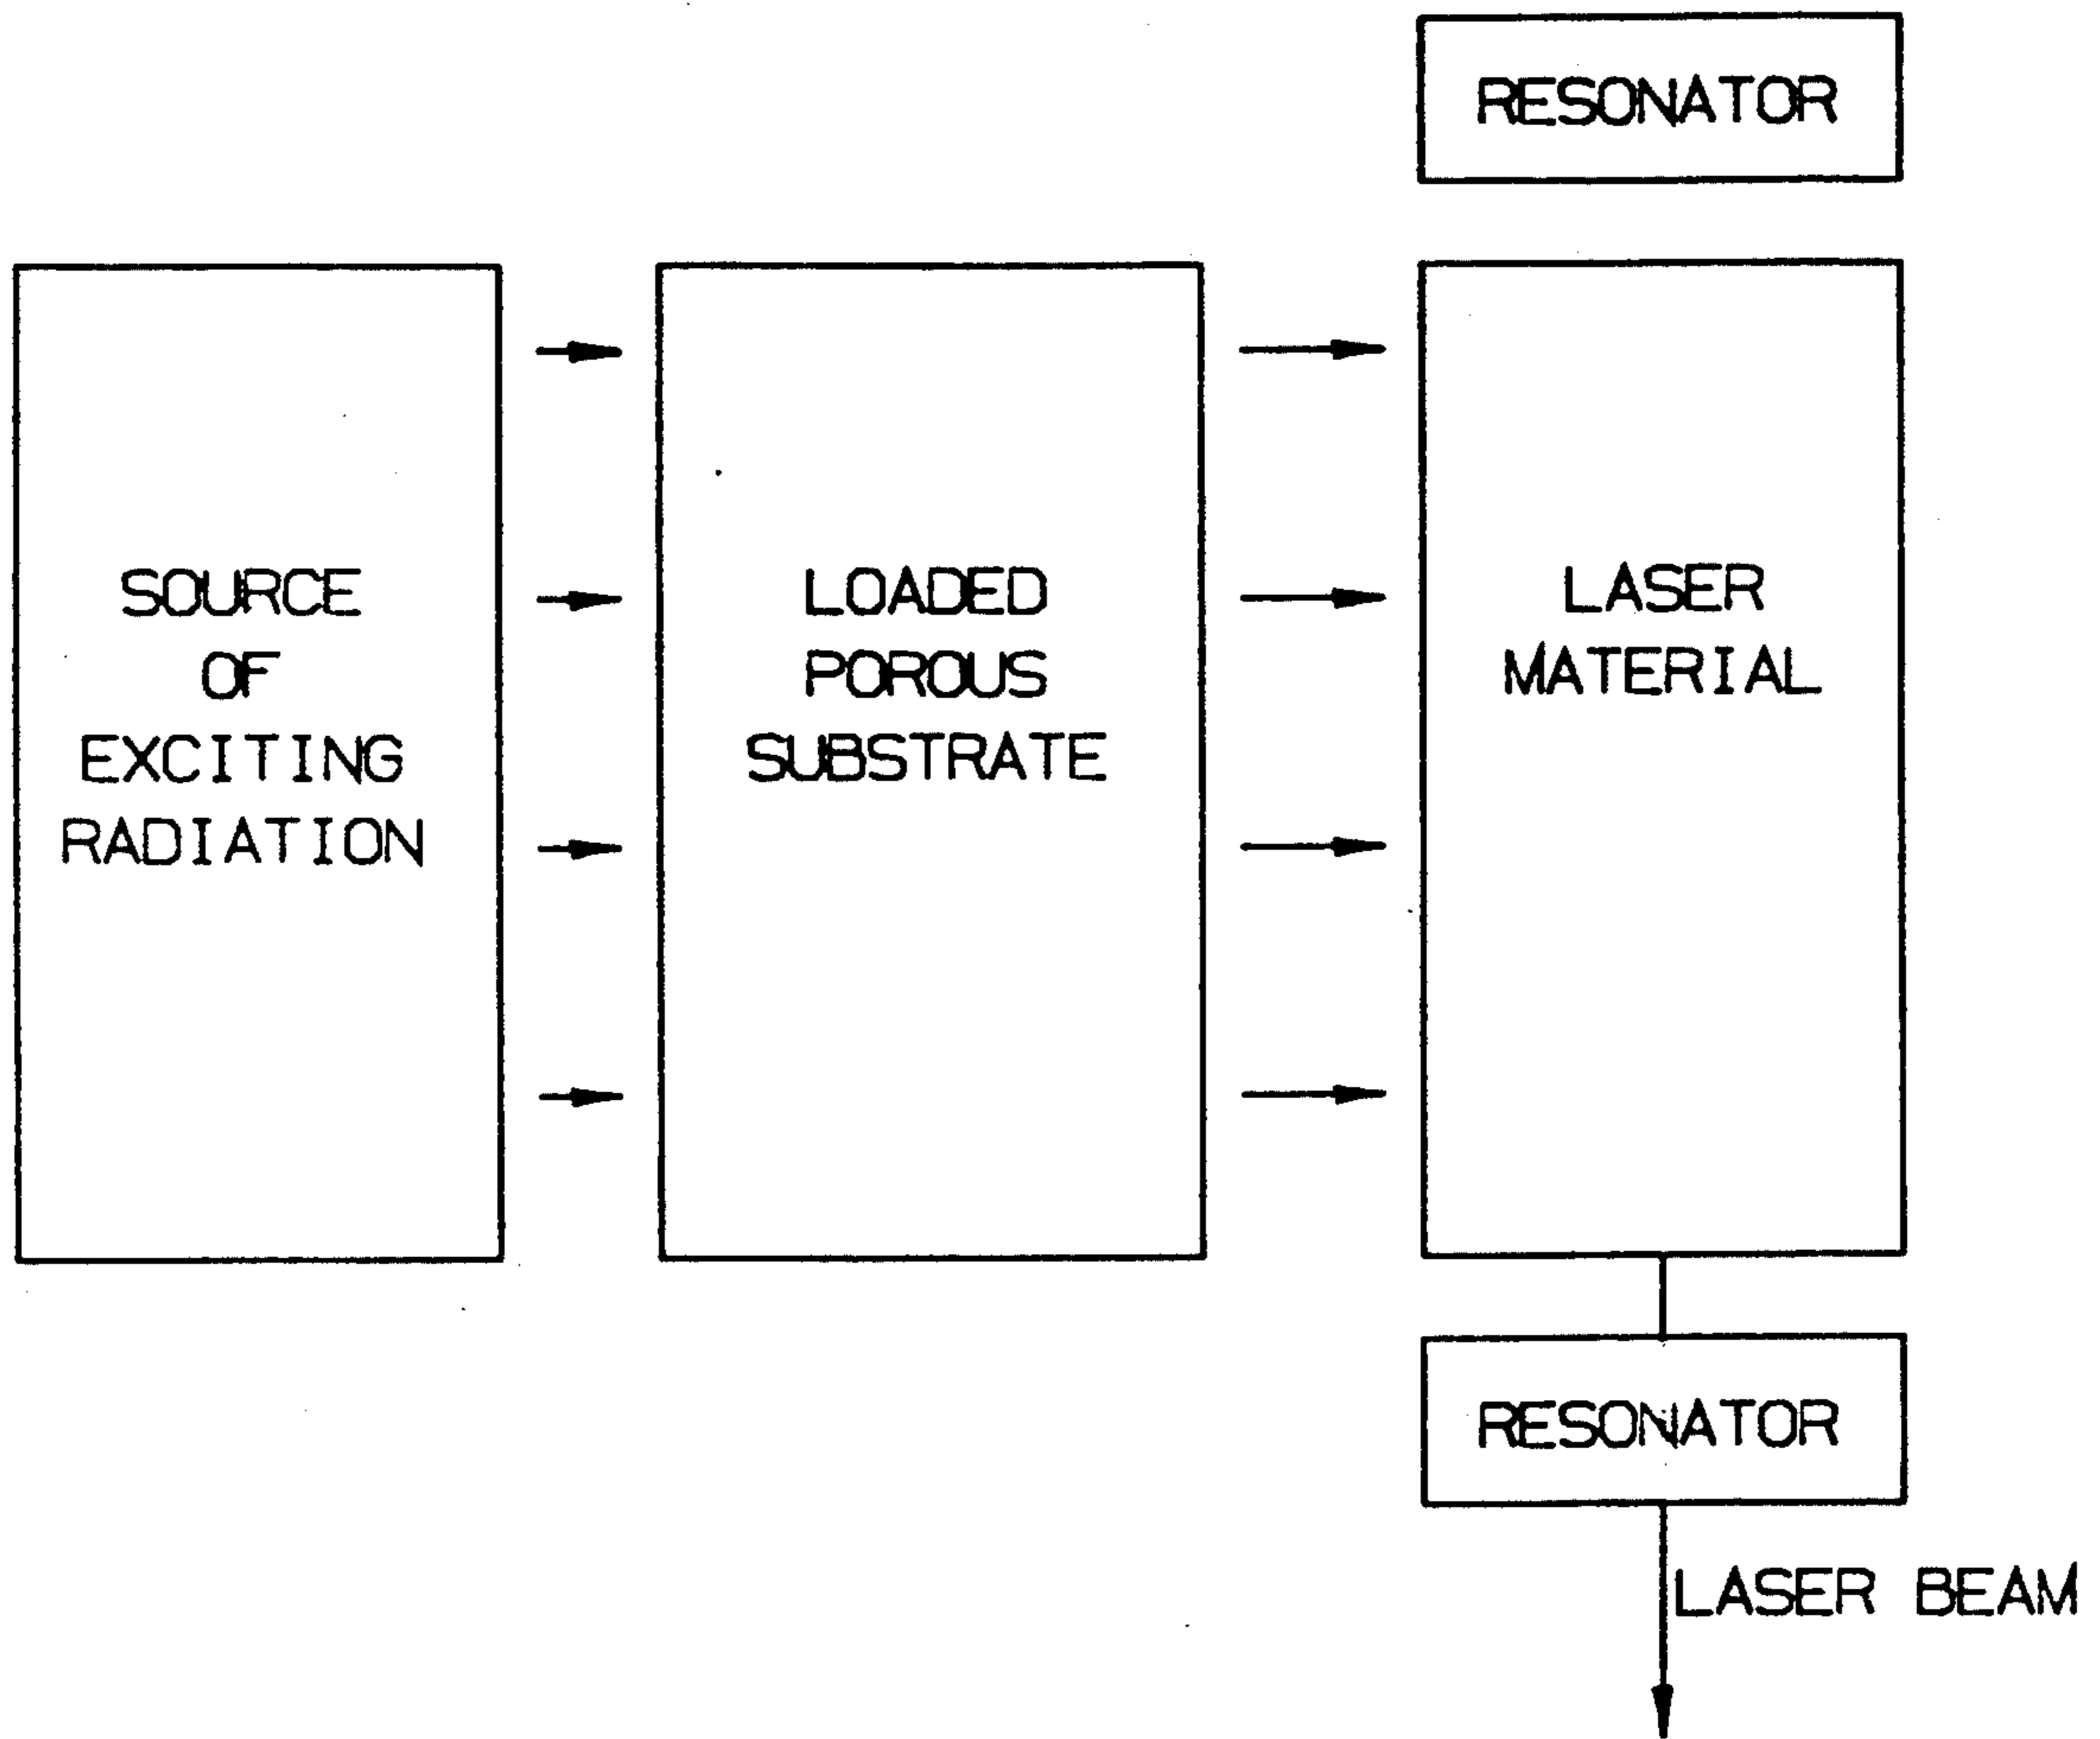 RESONATOR
SOURCE
OF
EXCITING
RADIATION
LOADED
POROUS
SUBSTRATE
LASER
MATERIAL
RESONATOR
LASER BEAM